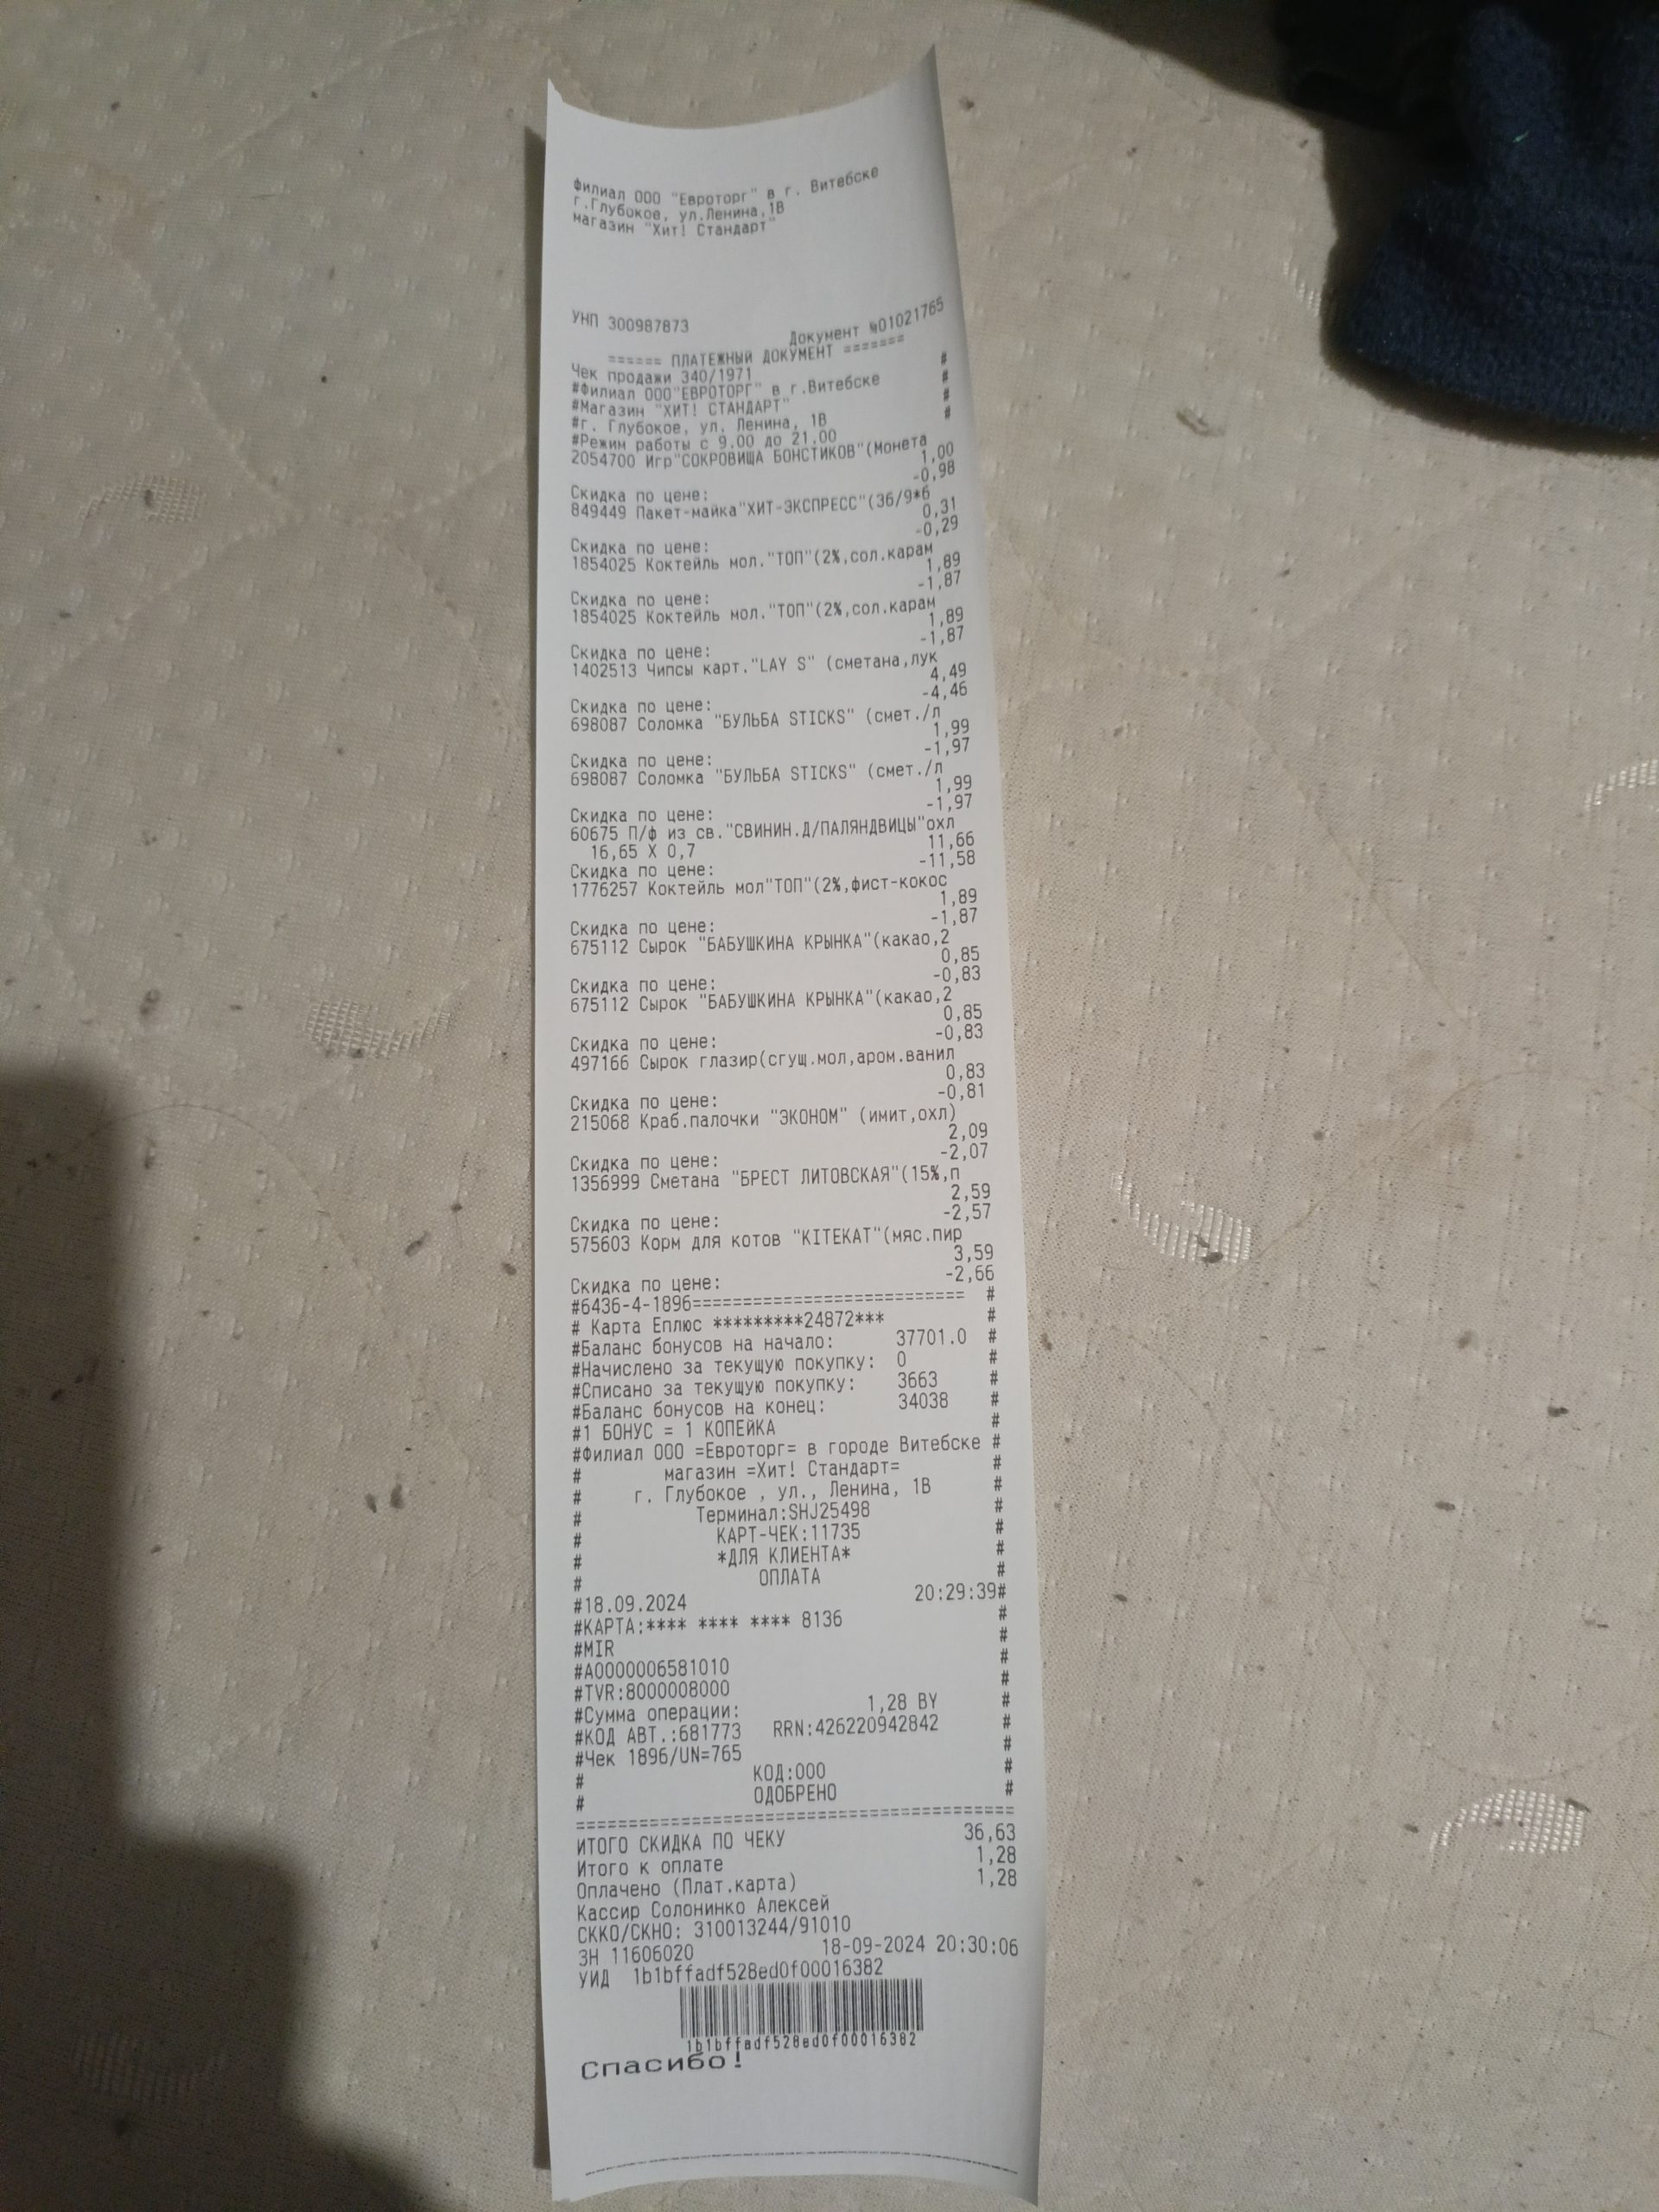 Филиал ООО "Евроторг" в г. Витебске
г.Глубокое, ул.Ленина,1В
магазин "Хит! Стандарт"
УНП 300987873
Документ №01021765
====== ПЛАТЕЖНЫЙ ДОКУМЕНТ =======
Чек продажи 340/1971 #
#Филиал ООО"ЕВРОТОРГ" в г.Витебске #
#Магазин "ХИТ! СТАНДАРТ" #
#г. Глубокое, ул. Ленина, 1В #
#Режим работы с 9.00 до 21.00
2054700 Игр"СОКРОВИЩА БОНСТИКОВ"(Монета
1,00
Скидка по цене: -0,98
849449 Пакет-майка"ХИТ-ЭКСПРЕСС"(36/9*6
0,31
Скидка по цене: -0,29
1854025 Коктейль мол."ТОП"(2%,сол.карам
1,89
Скидка по цене: -1,87
1854025 Коктейль мол."ТОП"(2%,сол.карам
1,89
Скидка по цене: -1,87
1402513 Чипсы карт."LAY S" (сметана,лук
4,49
Скидка по цене: -4,46
698087 Соломка "БУЛЬБА STICKS" (смет./л
1,99
Скидка по цене: -1,97
698087 Соломка "БУЛЬБА STICKS" (смет./л
1,99
Скидка по цене: -1,97
60675 П/ф из св."СВИНИН.Д/ПАЛЯНДВИЦЫ"охл
16,65 X 0,7 11,66
Скидка по цене: -11,58
1776257 Коктейль мол"ТОП"(2%,фист-кокос
1,89
Скидка по цене: -1,87
675112 Сырок "БАБУШКИНА КРЫНКА"(какао,2
0,85
Скидка по цене: -0,83
675112 Сырок "БАБУШКИНА КРЫНКА"(какао,2
0,85
Скидка по цене: -0,83
497166 Сырок глазир(сгущ.мол,аром.ванил
0,83
Скидка по цене: -0,81
215068 Краб.палочки "ЭКОНОМ" (имит,охл)
2,09
Скидка по цене: -2,07
1356999 Сметана "БРЕСТ ЛИТОВСКАЯ"(15%,п
2,59
Скидка по цене: -2,57
575603 Корм для котов "KITEKAT"(мяс.пир
3,59
Скидка по цене: -2,66
#6436-4-1896=========================== #
# Карта Еплюс *********24872*** #
#Баланс бонусов на начало: 37701.0 #
#Начислено за текущую покупку: 0 #
#Списано за текущую покупку: 3663 #
#Баланс бонусов на конец: 34038 #
#1 БОНУС = 1 КОПЕЙКА #
#Филиал ООО =Евроторг= в городе Витебске #
# магазин =Хит! Стандарт= #
# г. Глубокое , ул., Ленина, 1В #
# Терминал:SHJ25498 #
# КАРТ-ЧЕК:11735 #
# *ДЛЯ КЛИЕНТА* #
# ОПЛАТА #
#18.09.2024 20:29:39#
#КАРТА:**** **** **** 8136 #
#MIR #
#A0000006581010 #
#TVR:8000008000 #
#Сумма операции: 1,28 BY #
#КОД АВТ.:681773 RRN:426220942842 #
#Чек 1896/UN=765 #
# КОД:000 #
# ОДОБРЕНО #
===========================================
ИТОГО СКИДКА ПО ЧЕКУ 36,63
Итого к оплате 1,28
Оплачено (Плат.карта) 1,28
Кассир Солонинко Алексей
СККО/СКНО: 310013244/91010
ЗН 11606020 18-09-2024 20:30:06
УИД 1b1bffadf528ed0f00016382
1b1bffadf528ed0f00016382
Спасибо!